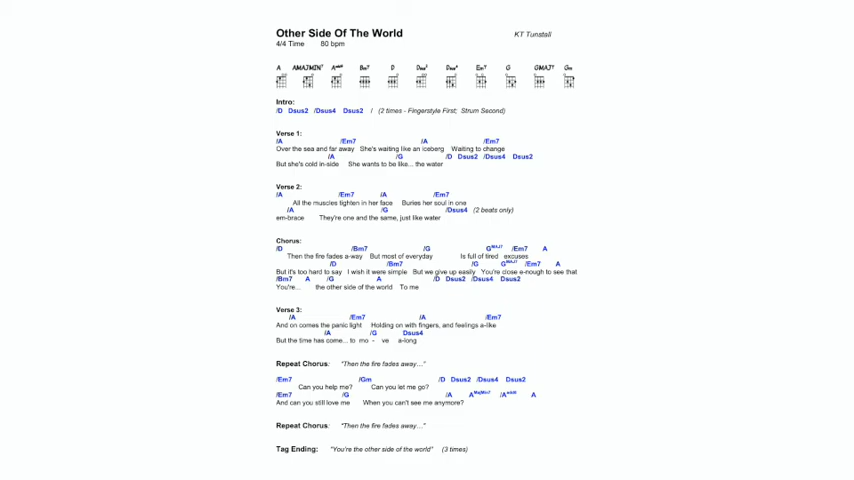 Other Side Of The World KT Tunstall
4/4 Time 80 bpm
A AMAJMIN7 Aadd9 Bm7 D Dsus2 Dsus4 Em7 G GMAJ7 Gm
Intro:
/D Dsus2 /Dsus4 Dsus2 / (2 times - Fingerstyle First; Strum Second)
Verse 1:
/A /Em7 /A /Em7
Over the sea and far away She's waiting like an iceberg Waiting to change
/A /G /D Dsus2 /Dsus4 Dsus2
But she's cold in-side She wants to be like... the water
Verse 2:
/A /Em7 /A /Em7
All the muscles tighten in her face Buries her soul in one
/A /G /Dsus4 (2 beats only)
em-brace They're one and the same, just like water
Chorus:
/D /Bm7 /G GMAJ7 /Em7 A
Then the fire fades a-way But most of everyday Is full of tired excuses
/D /Bm7 /G GMAJ7 /Em7 A
But it's too hard to say I wish it were simple But we give up easily You're close e-nough to see that
/Bm7 A /G A /D Dsus2 /Dsus4 Dsus2
You're... the other side of the world To me
Verse 3:
/A /Em7 /A /Em7
And on comes the panic light Holding on with fingers, and feelings a-like
/A /G Dsus4
But the time has come... to mo - ve a-long
Repeat Chorus: "Then the fire fades away..."
/Em7 /Gm /D Dsus2 /Dsus4 Dsus2
Can you help me? Can you let me go?
/Em7 /G /A AMajMin7 /Aadd9 A
And can you still love me When you can't see me anymore?
Repeat Chorus: "Then the fire fades away..."
Tag Ending: "You're the other side of the world" (3 times)